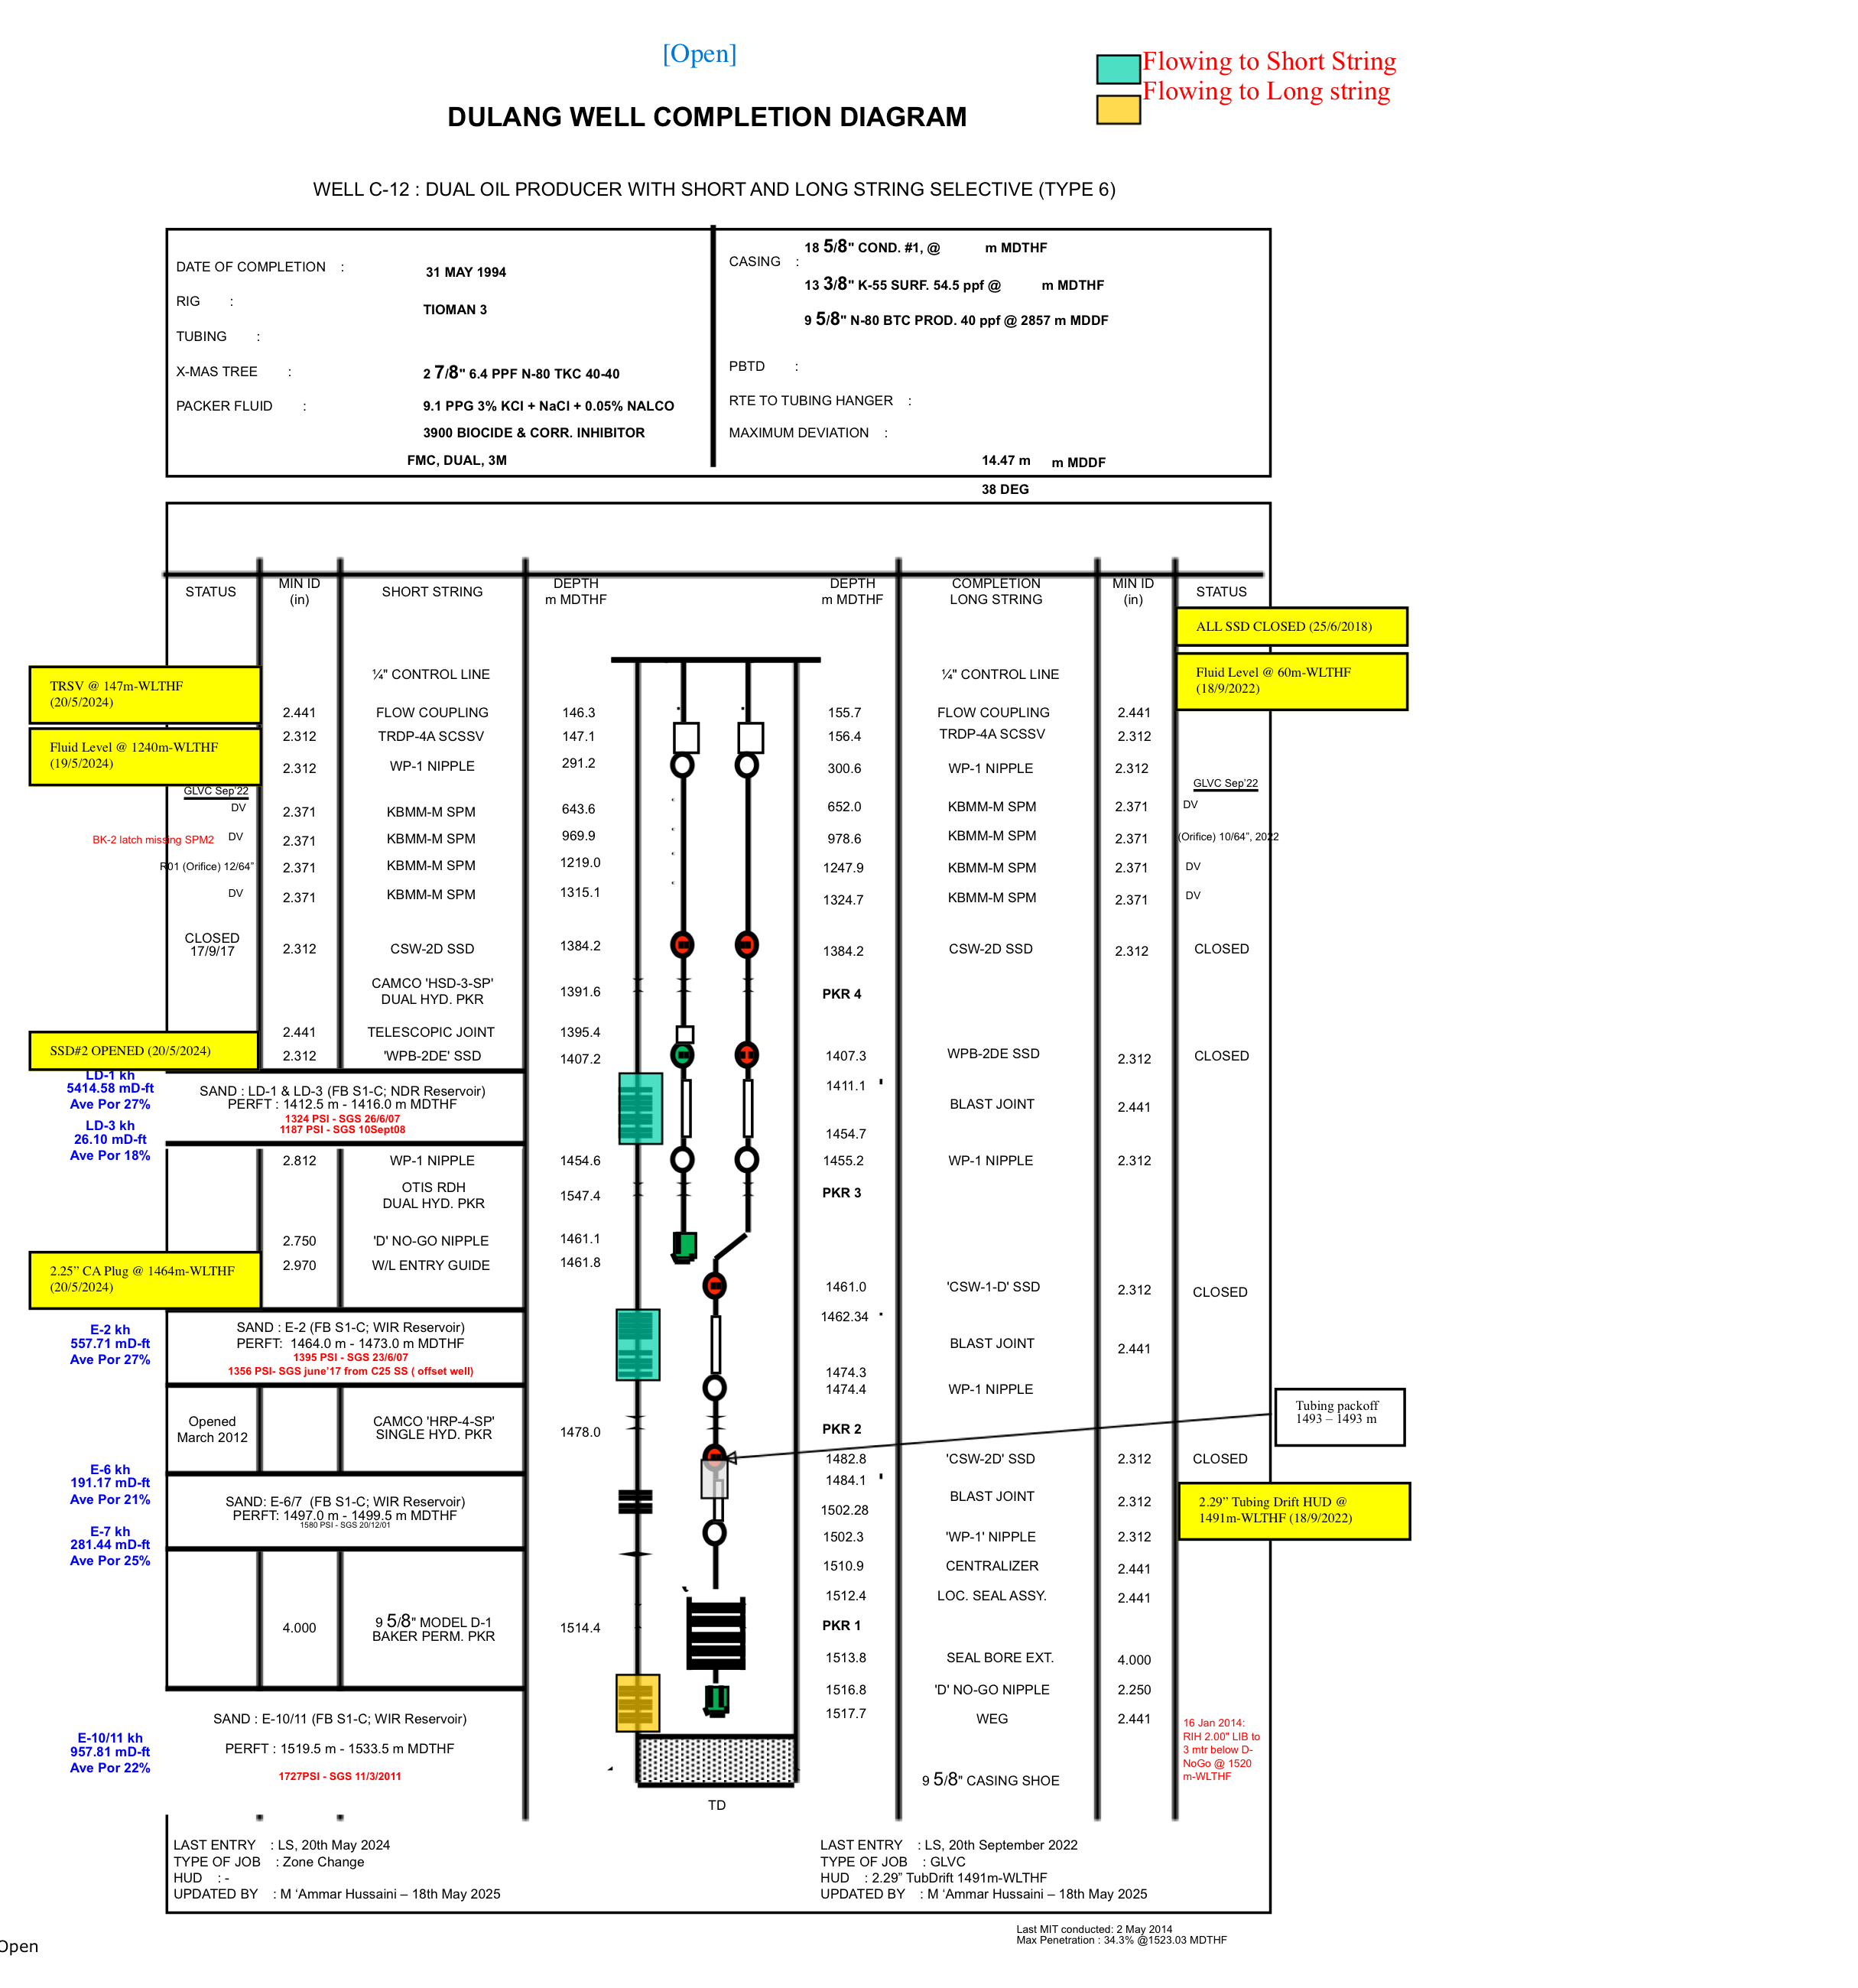 [Open]
Flowing to Short String
Flowing to Long string
DULANG WELL COMPLETION DIAGRAM
WELL C-12 : DUAL OIL PRODUCER WITH SHORT AND LONG STRING SELECTIVE (TYPE 6)
DATE OF COMPLETION :
31 MAY 1994
RIG :
TIOMAN 3
TUBING :
X-MAS TREE :
2 7/8" 6.4 PPF N-80 TKC 40-40
PACKER FLUID :
9.1 PPG 3% KCl + NaCl + 0.05% NALCO
3900 BIOCIDE & CORR. INHIBITOR
FMC, DUAL, 3M
CASING :
18 5/8" COND. #1, @ m MDTHF
13 3/8" K-55 SURF. 54.5 ppf @ m MDTHF
9 5/8" N-80 BTC PROD. 40 ppf @ 2857 m MDDF
PBTD :
RTE TO TUBING HANGER :
MAXIMUM DEVIATION :
14.47 m m MDDF
38 DEG
STATUS
MIN ID
(in)
SHORT STRING
DEPTH
m MDTHF
DEPTH
m MDTHF
COMPLETION
LONG STRING
MIN ID
(in)
STATUS
ALL SSD CLOSED (25/6/2018)
TRSV @ 147m-WLTHF
(20/5/2024)
¼" CONTROL LINE
¼" CONTROL LINE
Fluid Level @ 60m-WLTHF
(18/9/2022)
2.441 FLOW COUPLING 146.3
155.7 FLOW COUPLING 2.441
2.312 TRDP-4A SCSSV 147.1
156.4 TRDP-4A SCSSV 2.312
Fluid Level @ 1240m-WLTHF
(19/5/2024)
2.312 WP-1 NIPPLE 291.2
300.6 WP-1 NIPPLE 2.312
GLVC Sep'22
GLVC Sep'22
DV 2.371 KBMM-M SPM 643.6
652.0 KBMM-M SPM 2.371 DV
BK-2 latch missing SPM2 DV 2.371 KBMM-M SPM 969.9
978.6 KBMM-M SPM 2.371 (Orifice) 10/64", 2022
R01 (Orifice) 12/64" 2.371 KBMM-M SPM 1219.0
1247.9 KBMM-M SPM 2.371 DV
DV 2.371 KBMM-M SPM 1315.1
1324.7 KBMM-M SPM 2.371 DV
CLOSED
17/9/17
2.312 CSW-2D SSD 1384.2
1384.2 CSW-2D SSD 2.312 CLOSED
CAMCO 'HSD-3-SP'
DUAL HYD. PKR
1391.6
PKR 4
2.441 TELESCOPIC JOINT 1395.4
SSD#2 OPENED (20/5/2024)
2.312 'WPB-2DE' SSD 1407.2
1407.3 WPB-2DE SSD 2.312 CLOSED
LD-1 kh
5414.58 mD-ft
Ave Por 27%
LD-3 kh
26.10 mD-ft
Ave Por 18%
SAND : LD-1 & LD-3 (FB S1-C; NDR Reservoir)
PERFT : 1412.5 m - 1416.0 m MDTHF
1324 PSI - SGS 26/6/07
1187 PSI - SGS 10Sept08
1411.1
BLAST JOINT 2.441
1454.7
2.812 WP-1 NIPPLE 1454.6
1455.2 WP-1 NIPPLE 2.312
OTIS RDH
DUAL HYD. PKR
1547.4
PKR 3
2.750 'D' NO-GO NIPPLE 1461.1
2.25" CA Plug @ 1464m-WLTHF
(20/5/2024)
2.970 W/L ENTRY GUIDE 1461.8
1461.0 'CSW-1-D' SSD 2.312 CLOSED
E-2 kh
557.71 mD-ft
Ave Por 27%
SAND : E-2 (FB S1-C; WIR Reservoir)
PERFT: 1464.0 m - 1473.0 m MDTHF
1395 PSI - SGS 23/6/07
1356 PSI- SGS june'17 from C25 SS ( offset well)
1462.34
BLAST JOINT 2.441
1474.3
1474.4 WP-1 NIPPLE
Tubing packoff
1493 – 1493 m
Opened
March 2012
CAMCO 'HRP-4-SP'
SINGLE HYD. PKR
1478.0
PKR 2
1482.8 'CSW-2D' SSD 2.312 CLOSED
E-6 kh
191.17 mD-ft
Ave Por 21%
E-7 kh
281.44 mD-ft
Ave Por 25%
SAND: E-6/7 (FB S1-C; WIR Reservoir)
PERFT: 1497.0 m - 1499.5 m MDTHF
1580 PSI - SGS 20/12/01
1484.1
BLAST JOINT 2.312
1502.28
2.29" Tubing Drift HUD @
1491m-WLTHF (18/9/2022)
1502.3 'WP-1' NIPPLE 2.312
1510.9 CENTRALIZER 2.441
1512.4 LOC. SEAL ASSY. 2.441
4.000
9 5/8" MODEL D-1
BAKER PERM. PKR
1514.4
PKR 1
1513.8 SEAL BORE EXT. 4.000
1516.8 'D' NO-GO NIPPLE 2.250
1517.7 WEG 2.441
E-10/11 kh
957.81 mD-ft
Ave Por 22%
SAND : E-10/11 (FB S1-C; WIR Reservoir)
PERFT : 1519.5 m - 1533.5 m MDTHF
1727PSI - SGS 11/3/2011
16 Jan 2014:
RIH 2.00" LIB to
3 mtr below D-
NoGo @ 1520
m-WLTHF
9 5/8" CASING SHOE
TD
LAST ENTRY : LS, 20th May 2024
TYPE OF JOB : Zone Change
HUD : -
UPDATED BY : M 'Ammar Hussaini – 18th May 2025
LAST ENTRY : LS, 20th September 2022
TYPE OF JOB : GLVC
HUD : 2.29" TubDrift 1491m-WLTHF
UPDATED BY : M 'Ammar Hussaini – 18th May 2025
Last MIT conducted: 2 May 2014
Max Penetration : 34.3% @1523.03 MDTHF
Open